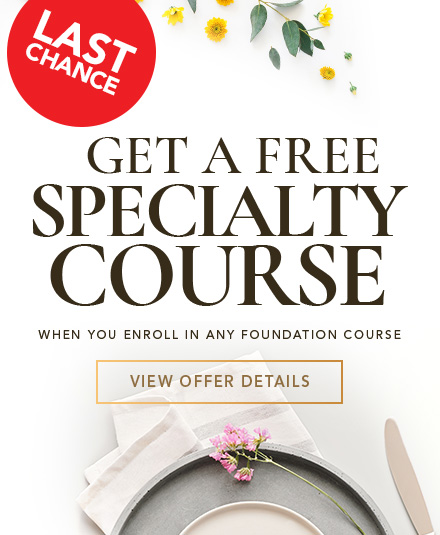 LAST
CHANCE
GET A FREE
SPECIALTY
COURSE
WHEN YOU ENROLL IN ANY FOUNDATION COURSE
VIEW OFFER DETAILS